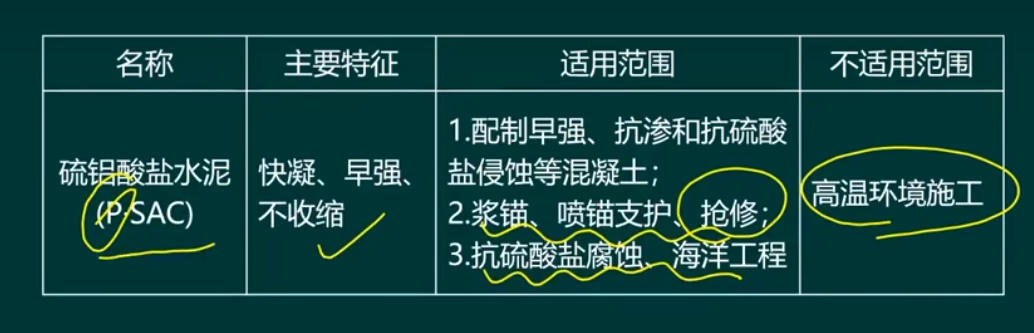 名称 主要特征 适用范围 不适用范围
硫铝酸盐水泥
(P·SAC)
快凝、早强、
不收缩
1.配制早强、抗渗和抗硫酸
盐侵蚀等混凝土；
2.浆锚、喷锚支护、抢修；
3.抗硫酸盐腐蚀、海洋工程
高温环境施工